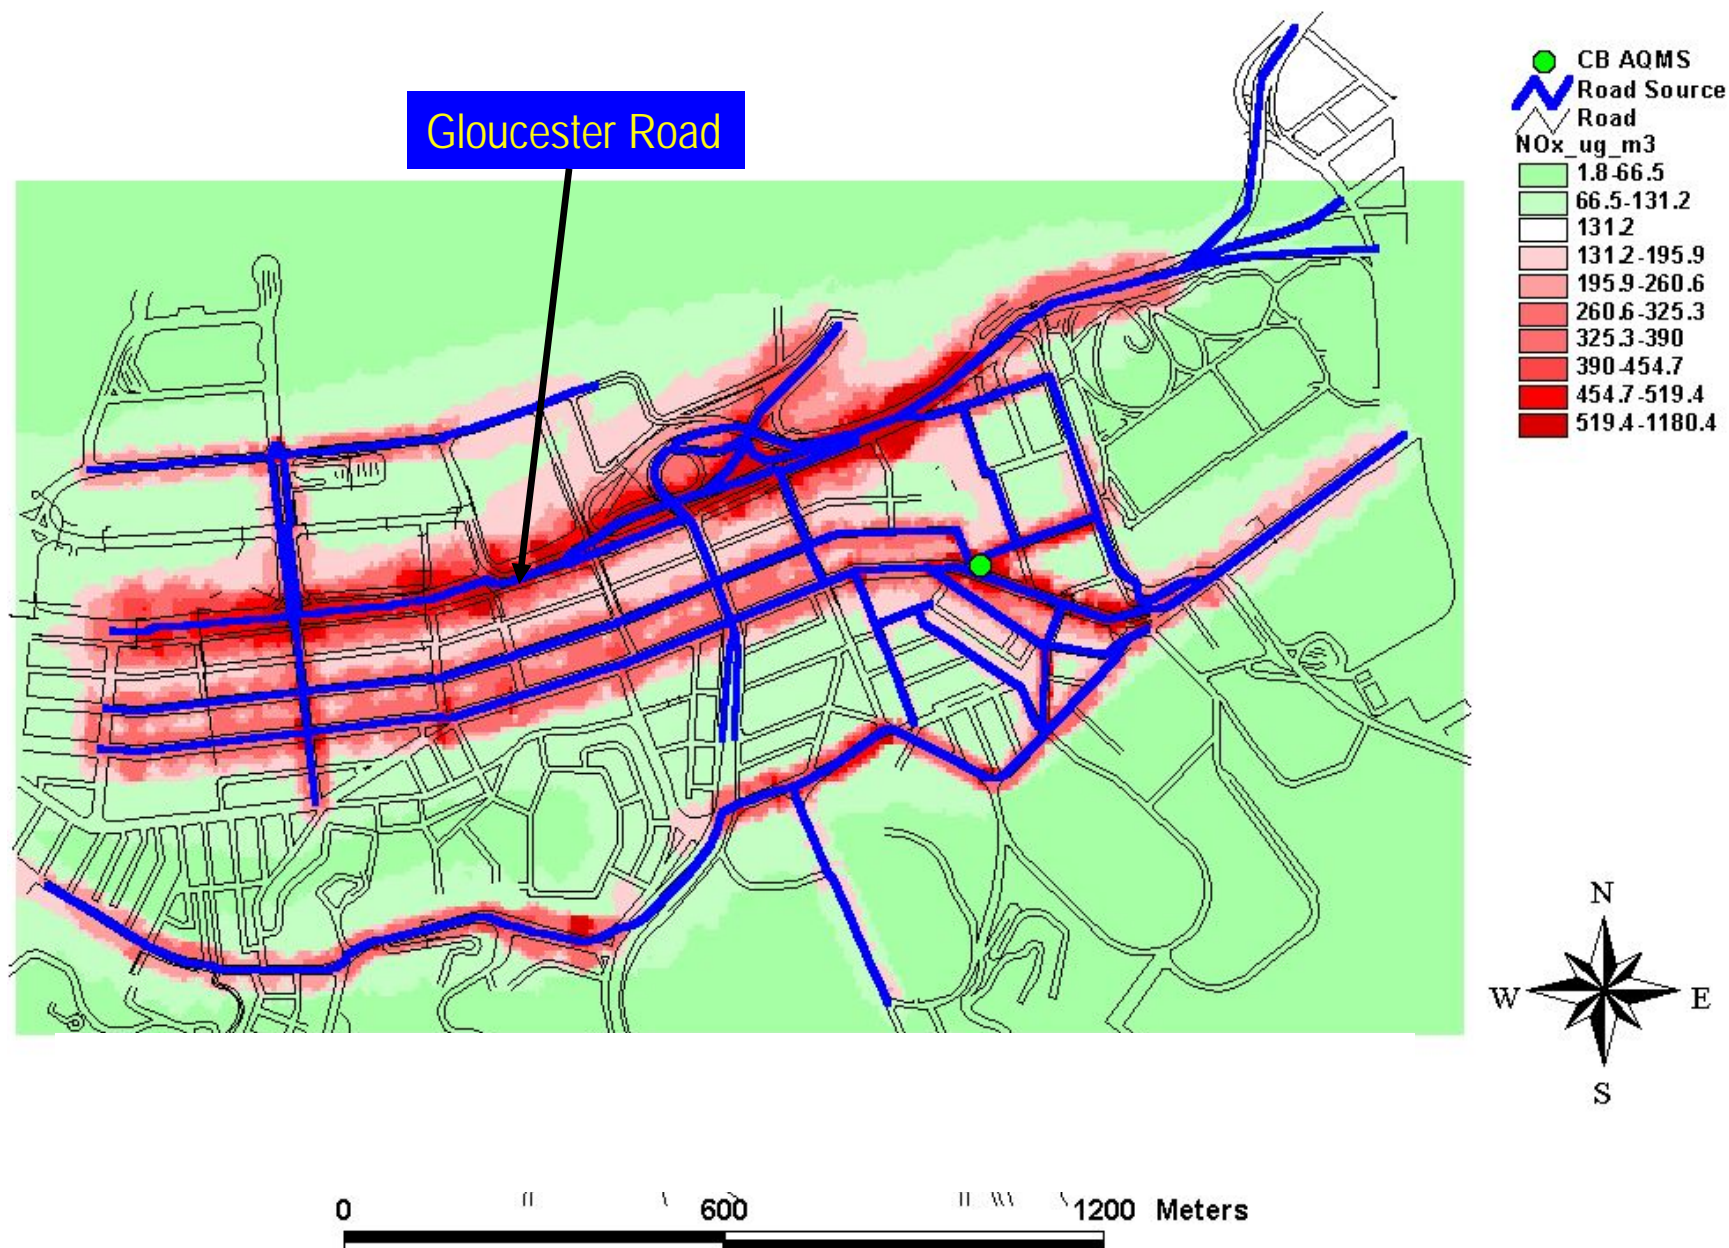 Gloucester Road
CB AQMS
Road Source
Road
NOx_ug_m3
1.8-66.5
66.5-131.2
131.2
131.2-195.9
195.9-260.6
260.6-325.3
325.3-390
390-454.7
454.7-519.4
519.4-1180.4
N
W
E
S
0
600
1200 Meters